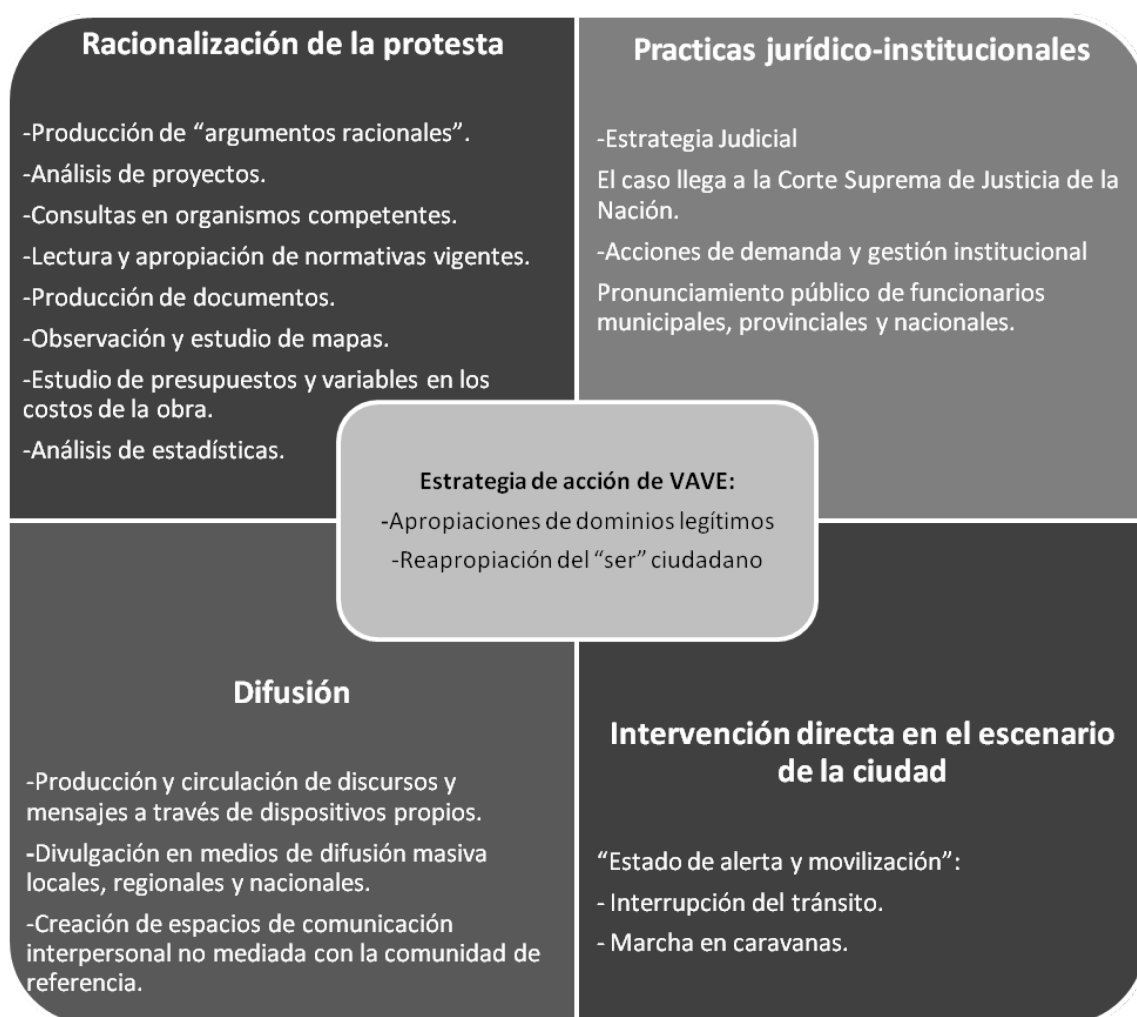 Racionalización de la protesta
-Producción de “argumentos racionales”.
-Análisis de proyectos.
-Consultas en organismos competentes.
-Lectura y apropiación de normativas vigentes.
-Producción de documentos.
-Observación y estudio de mapas.
-Estudio de presupuestos y variables en los
costos de la obra.
-Análisis de estadísticas.
Practicas jurídico-institucionales
-Estrategia Judicial
El caso llega a la Corte Suprema de Justicia de la
Nación.
-Acciones de demanda y gestión institucional
Pronunciamiento público de funcionarios
municipales, provinciales y nacionales.
Estrategia de acción de VAVE:
-Apropiaciones de dominios legítimos
-Reapropiación del “ser” ciudadano
Difusión
-Producción y circulación de discursos y
mensajes a través de dispositivos propios.
-Divulgación en medios de difusión masiva
locales, regionales y nacionales.
-Creación de espacios de comunicación
interpersonal no mediada con la comunidad de
referencia.
Intervención directa en el escenario
de la ciudad
“Estado de alerta y movilización”:
- Interrupción del tránsito.
- Marcha en caravanas.